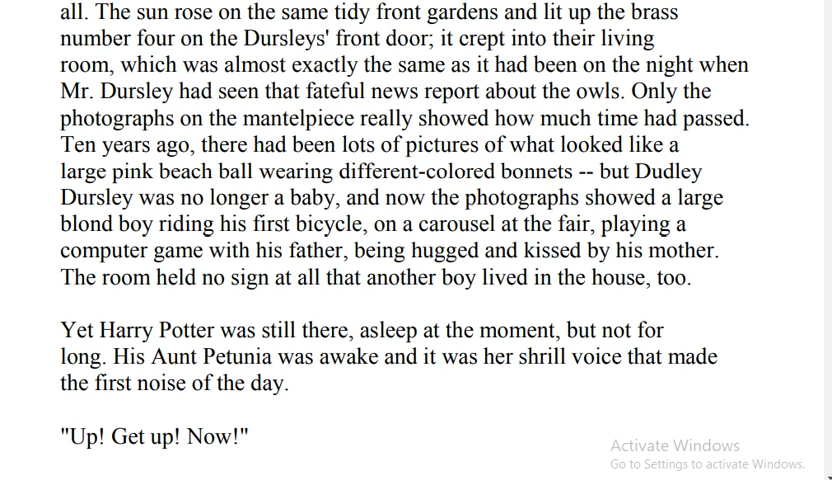 all. The sun rose on the same tidy front gardens and lit up the brass
number four on the Dursleys' front door; it crept into their living
room, which was almost exactly the same as it had been on the night when
Mr. Dursley had seen that fateful news report about the owls. Only the
photographs on the mantelpiece really showed how much time had passed.
Ten years ago, there had been lots of pictures of what looked like a
large pink beach ball wearing different-colored bonnets -- but Dudley
Dursley was no longer a baby, and now the photographs showed a large
blond boy riding his first bicycle, on a carousel at the fair, playing a
computer game with his father, being hugged and kissed by his mother.
The room held no sign at all that another boy lived in the house, too.
Yet Harry Potter was still there, asleep at the moment, but not for
long. His Aunt Petunia was awake and it was her shrill voice that made
the first noise of the day.
"Up! Get up! Now!"
Activate Windows
Go to Settings to activate Windows.